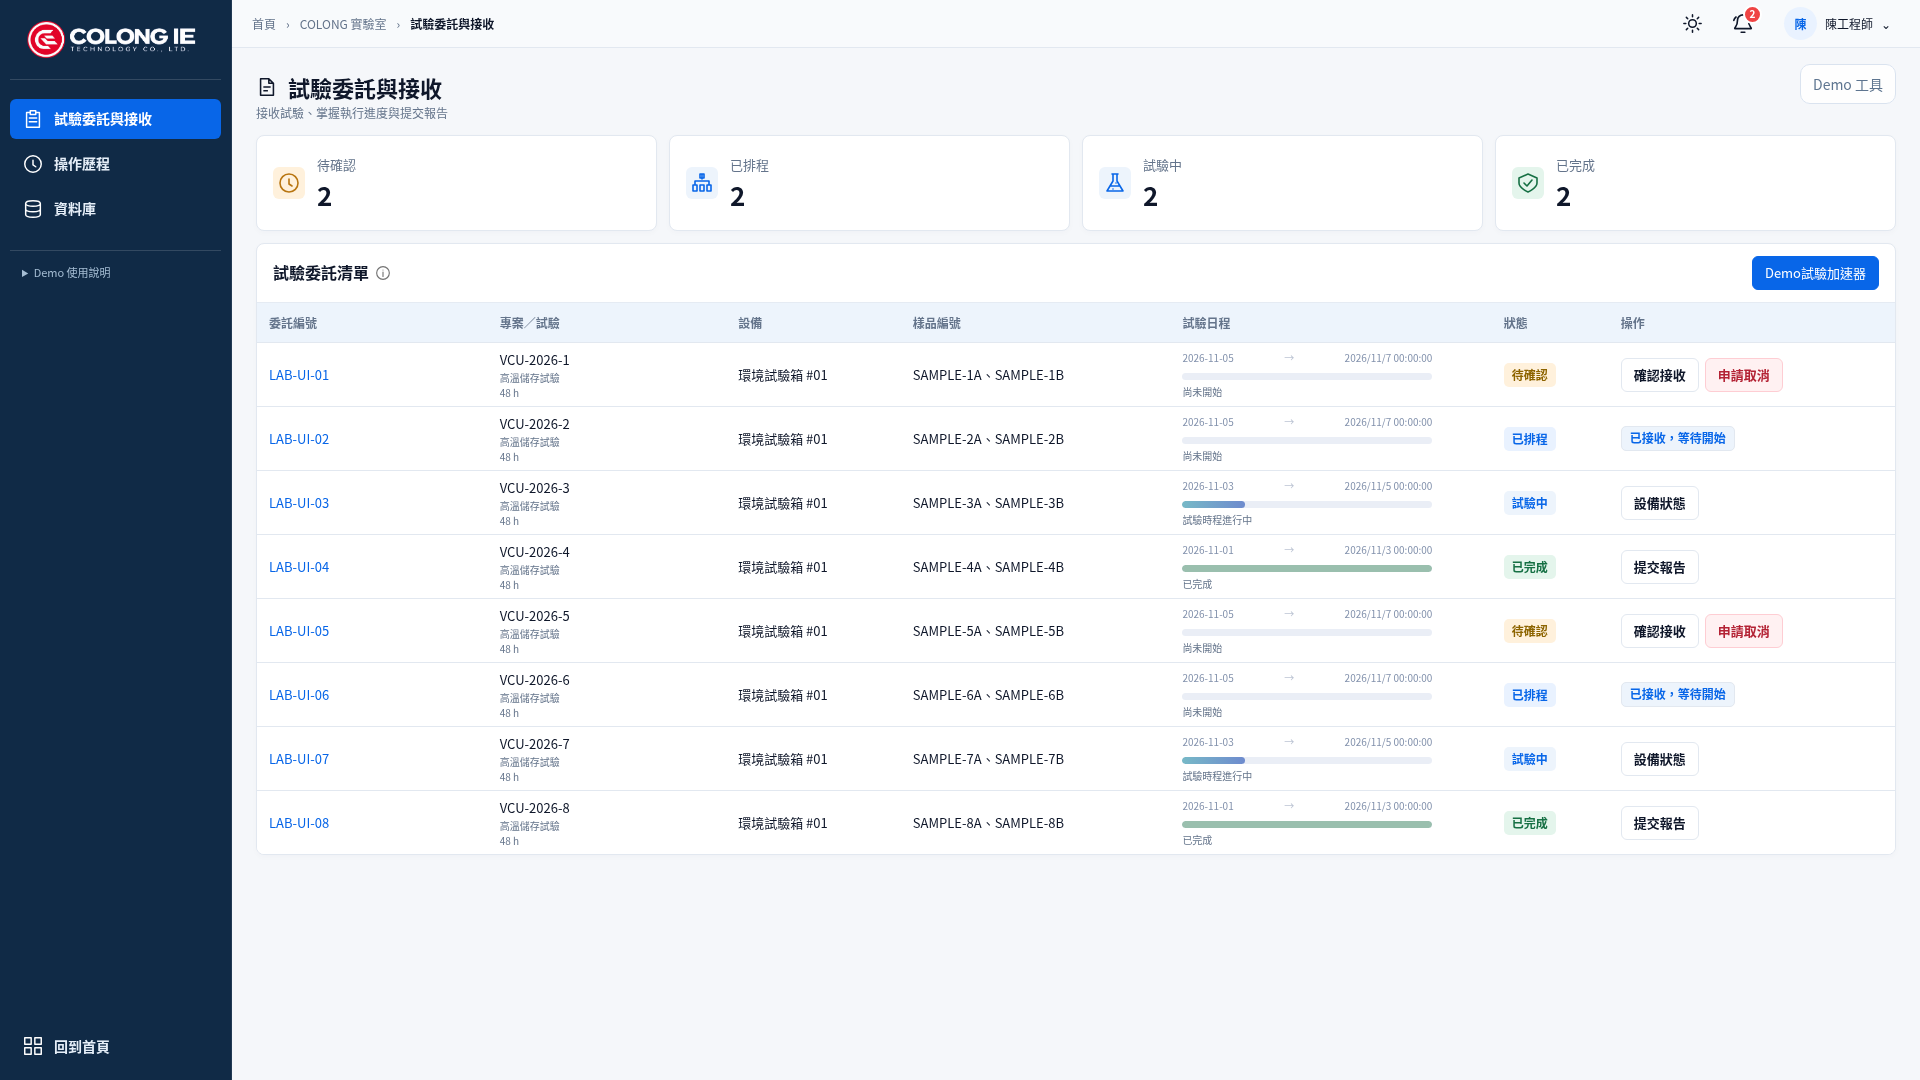 COLONG IE
TECHNOLOGY CO., LTD.
試驗委託與接收
操作歷程
資料庫
Demo 使用說明
回到首頁
首頁 › COLONG 實驗室 › 試驗委託與接收
2
陳 陳工程師
試驗委託與接收
接收試驗、掌握執行進度與提交報告
Demo 工具
待確認
2
已排程
2
試驗中
2
已完成
2
試驗委託清單
Demo試驗加速器
委託編號 專案／試驗 設備 樣品編號 試驗日程 狀態 操作
LAB-UI-01
VCU-2026-1
高溫儲存試驗
48 h
環境試驗箱 #01
SAMPLE-1A、SAMPLE-1B
2026-11-05 → 2026/11/7 00:00:00
尚未開始
待確認
確認接收 申請取消
LAB-UI-02
VCU-2026-2
高溫儲存試驗
48 h
環境試驗箱 #01
SAMPLE-2A、SAMPLE-2B
2026-11-05 → 2026/11/7 00:00:00
尚未開始
已排程
已接收，等待開始
LAB-UI-03
VCU-2026-3
高溫儲存試驗
48 h
環境試驗箱 #01
SAMPLE-3A、SAMPLE-3B
2026-11-03 → 2026/11/5 00:00:00
試驗時程進行中
試驗中
設備狀態
LAB-UI-04
VCU-2026-4
高溫儲存試驗
48 h
環境試驗箱 #01
SAMPLE-4A、SAMPLE-4B
2026-11-01 → 2026/11/3 00:00:00
已完成
已完成
提交報告
LAB-UI-05
VCU-2026-5
高溫儲存試驗
48 h
環境試驗箱 #01
SAMPLE-5A、SAMPLE-5B
2026-11-05 → 2026/11/7 00:00:00
尚未開始
待確認
確認接收 申請取消
LAB-UI-06
VCU-2026-6
高溫儲存試驗
48 h
環境試驗箱 #01
SAMPLE-6A、SAMPLE-6B
2026-11-05 → 2026/11/7 00:00:00
尚未開始
已排程
已接收，等待開始
LAB-UI-07
VCU-2026-7
高溫儲存試驗
48 h
環境試驗箱 #01
SAMPLE-7A、SAMPLE-7B
2026-11-03 → 2026/11/5 00:00:00
試驗時程進行中
試驗中
設備狀態
LAB-UI-08
VCU-2026-8
高溫儲存試驗
48 h
環境試驗箱 #01
SAMPLE-8A、SAMPLE-8B
2026-11-01 → 2026/11/3 00:00:00
已完成
已完成
提交報告